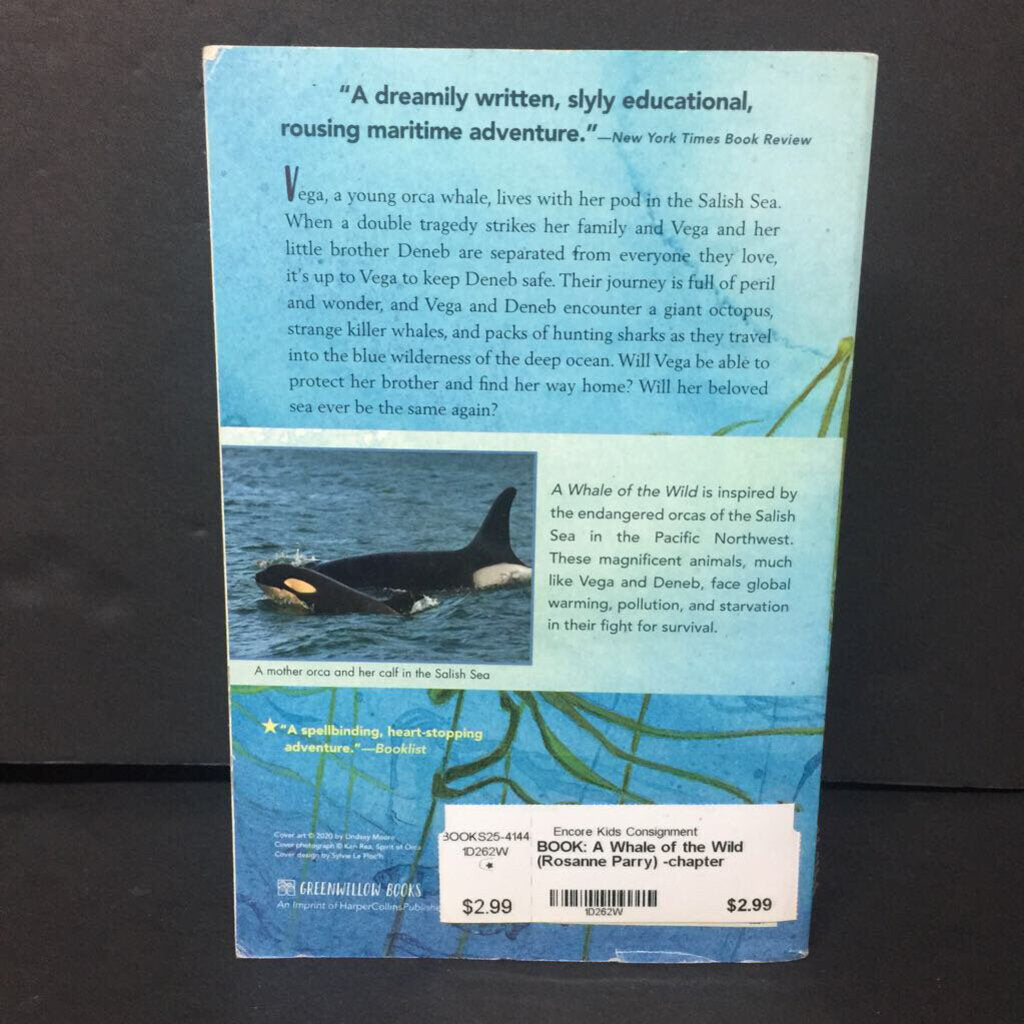 “A dreamily written, slyly educational,
rousing maritime adventure.”—New York Times Book Review
Vega, a young orca whale, lives with her pod in the Salish Sea.
When a double tragedy strikes her family and Vega and her
little brother Deneb are separated from everyone they love,
it’s up to Vega to keep Deneb safe. Their journey is full of peril
and wonder, and Vega and Deneb encounter a giant octopus,
strange killer whales, and packs of hunting sharks as they travel
into the blue wilderness of the deep ocean. Will Vega be able to
protect her brother and find her way home? Will her beloved
sea ever be the same again?
A Whale of the Wild is inspired by
the endangered orcas of the Salish
Sea in the Pacific Northwest.
These magnificent animals, much
like Vega and Deneb, face global
warming, pollution, and starvation
in their fight for survival.
A mother orca and her calf in the Salish Sea
★“A spellbinding, heart-stopping
adventure.”—Booklist
Cover art © 2020 by Lindsay Moore
Cover photograph © Ken Rea, Spirit of Orca
Cover design by Sylvie Le Floc'h
GREENWILLOW BOOKS
An Imprint of HarperCollinsPublishe
BOOKS25-4144
1D262W
$2.99
Encore Kids Consignment
BOOK: A Whale of the Wild
(Rosanne Parry) -chapter
1D262W
$2.99